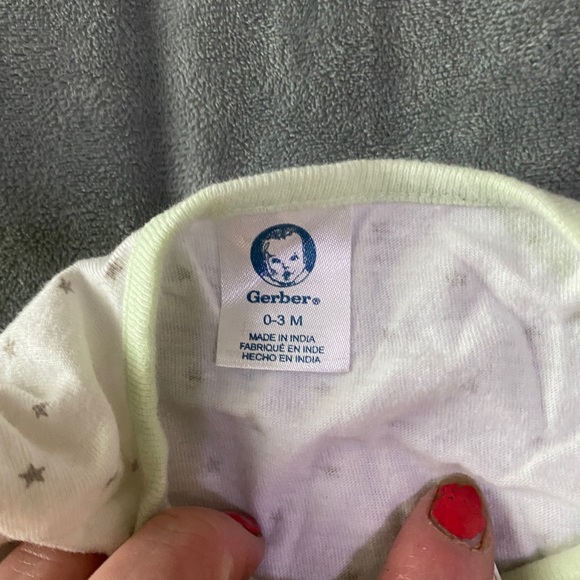 Gerber®
0-3 M
MADE IN INDIA
FABRIQUÉ EN INDE
HECHO EN INDIA